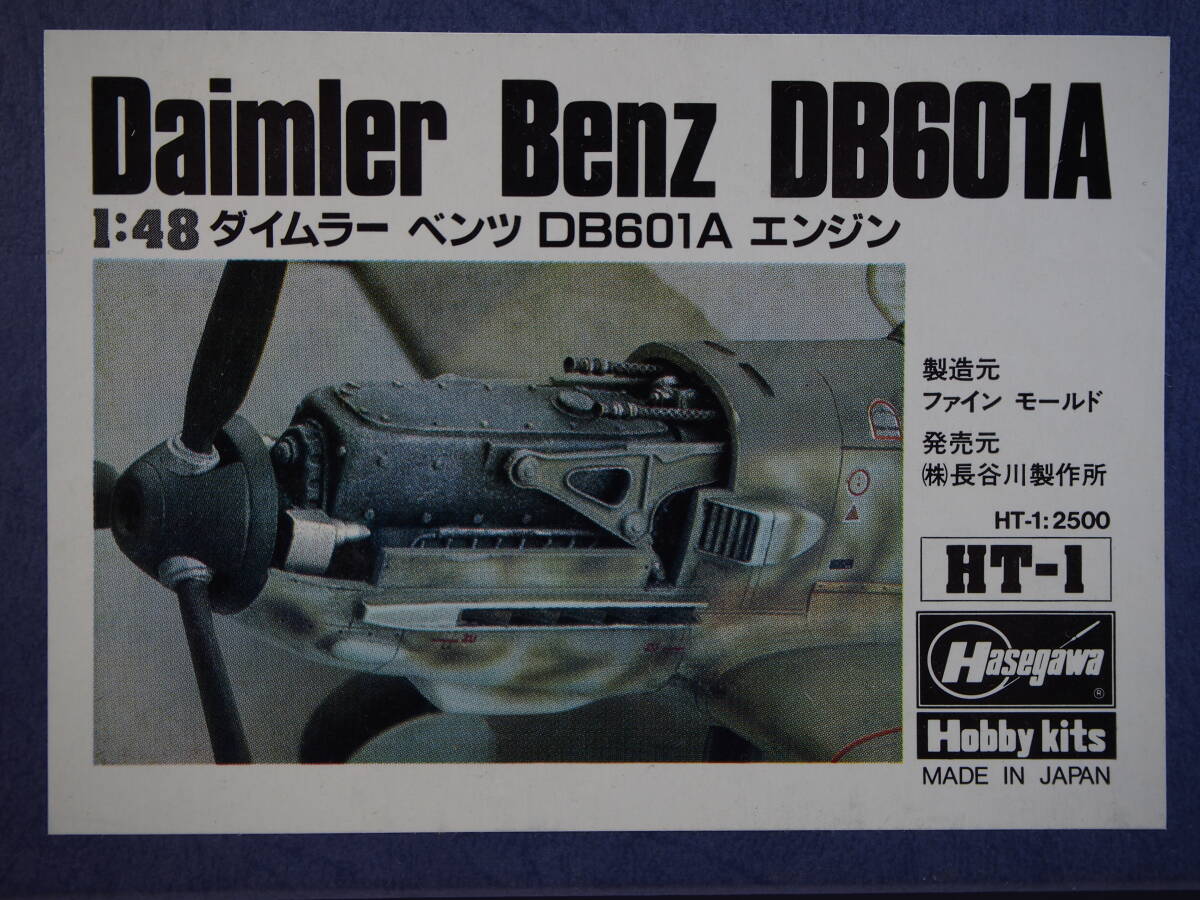 Daimler Benz DB601A
1:48 ダイムラー ベンツ DB601A エンジン
製造元
ファイン モールド
発売元
㈱長谷川製作所
HT-1:2500
HT-1
Hasegawa
®
Hobby kits
MADE IN JAPAN